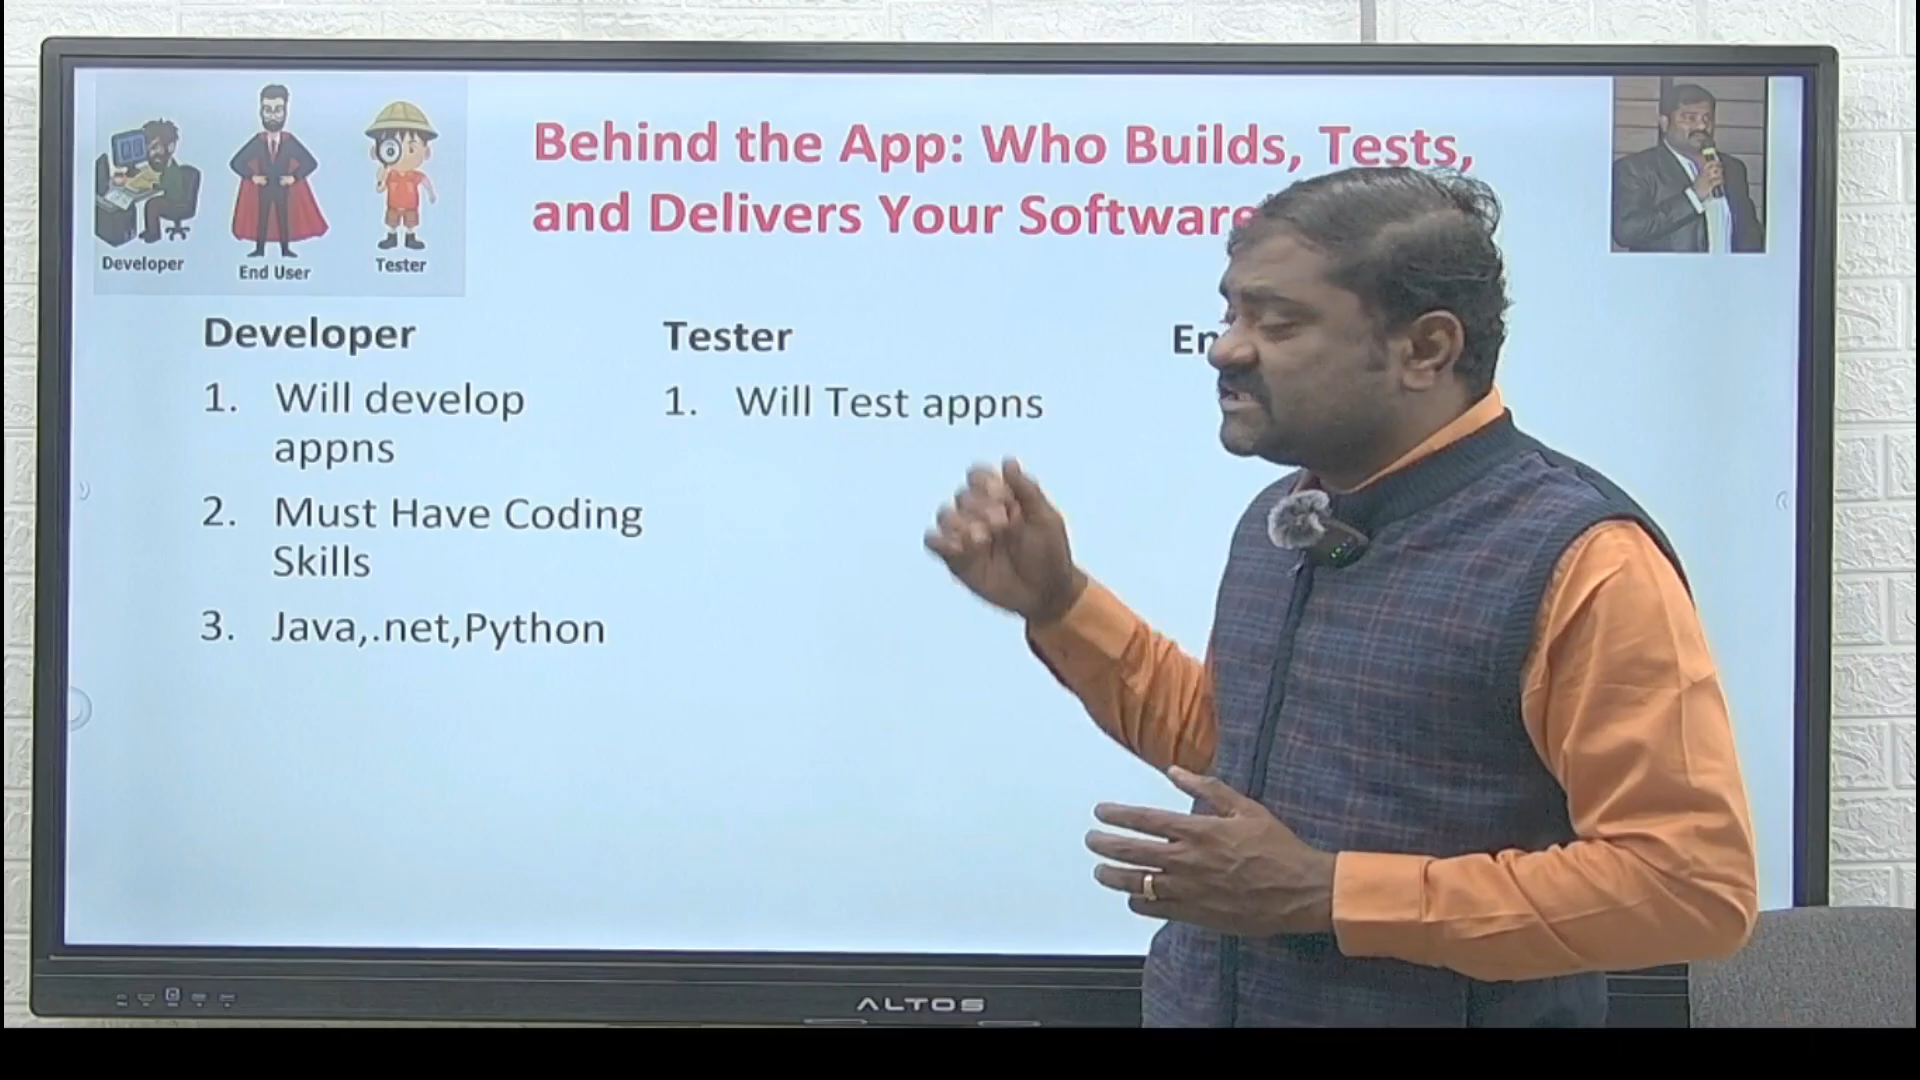 Behind the App: Who Builds, Tests,
and Delivers Your Software
Developer
End User
Tester
Developer
1. Will develop
appns
2. Must Have Coding
Skills
3. Java,.net,Python
Tester
1. Will Test appns
ALTOS